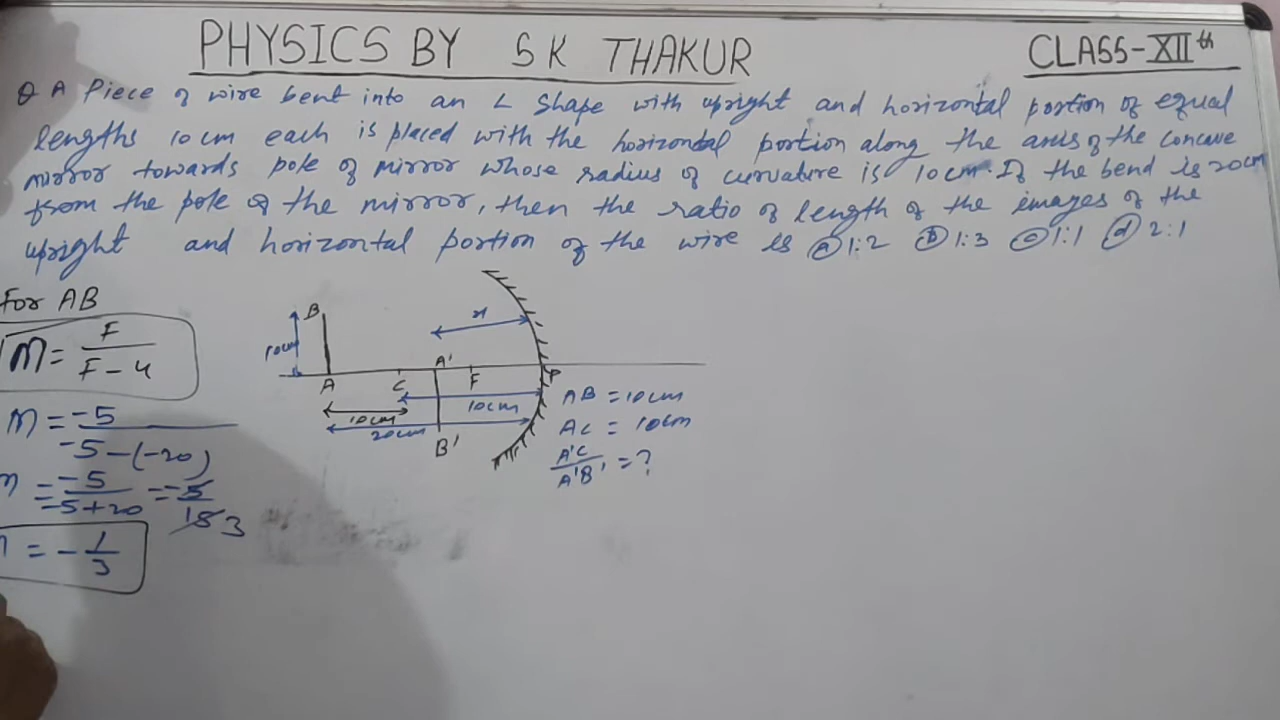 PHYSICS BY SK THAKUR
CLASS-XIIth
Q A Piece of wire bent into an L Shape with upright and horizontal portion of equal
lengths 10 cm each is placed with the horizontal portion along the axis of the concave
mirror towards pole of mirror whose radius of curvature is 10 cm. If the bend is 20cm
from the pole of the mirror, then the ratio of length of the images of the
upright and horizontal portion of the wire is (a) 1:2 (b) 1:3 (c) 1:1 (d) 2:1
For AB
M = F / F - u
M = -5 / -5-(-20)
= -5 / -5+20 = -5 / 15 3
= -1/3
B
10cm
A
C
A'
F
P
x
10cm
10cm
20cm
B'
AB = 10cm
AC = 10cm
A'C / A'B' = ?